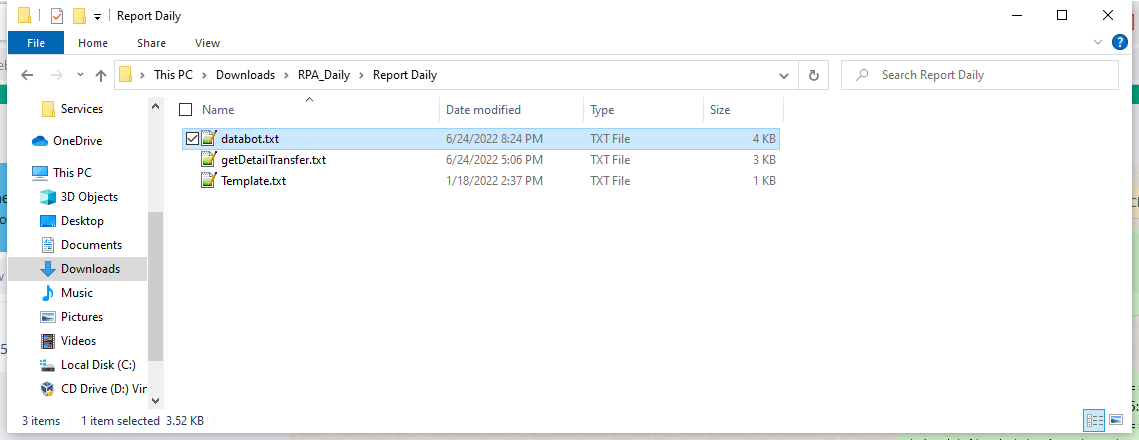 Report Daily
File Home Share View
This PC Downloads RPA_Daily Report Daily
Search Report Daily
Services
OneDrive
This PC
3D Objects
Desktop
Documents
Downloads
Music
Pictures
Videos
Local Disk (C:)
CD Drive (D:) Vir
Name Date modified Type Size
databot.txt 6/24/2022 8:24 PM TXT File 4 KB
getDetailTransfer.txt 6/24/2022 5:06 PM TXT File 3 KB
Template.txt 1/18/2022 2:37 PM TXT File 1 KB
3 items 1 item selected 3.52 KB